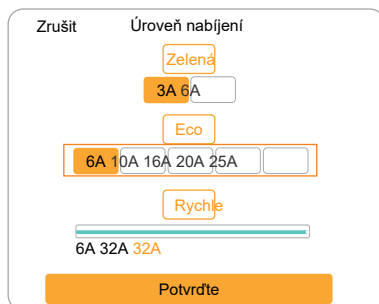 Zrušit Úroveň nabíjení
Zelená
3A 6A
Eco
6A 10A 16A 20A 25A
Rychle
6A 32A 32A
Potvrďte